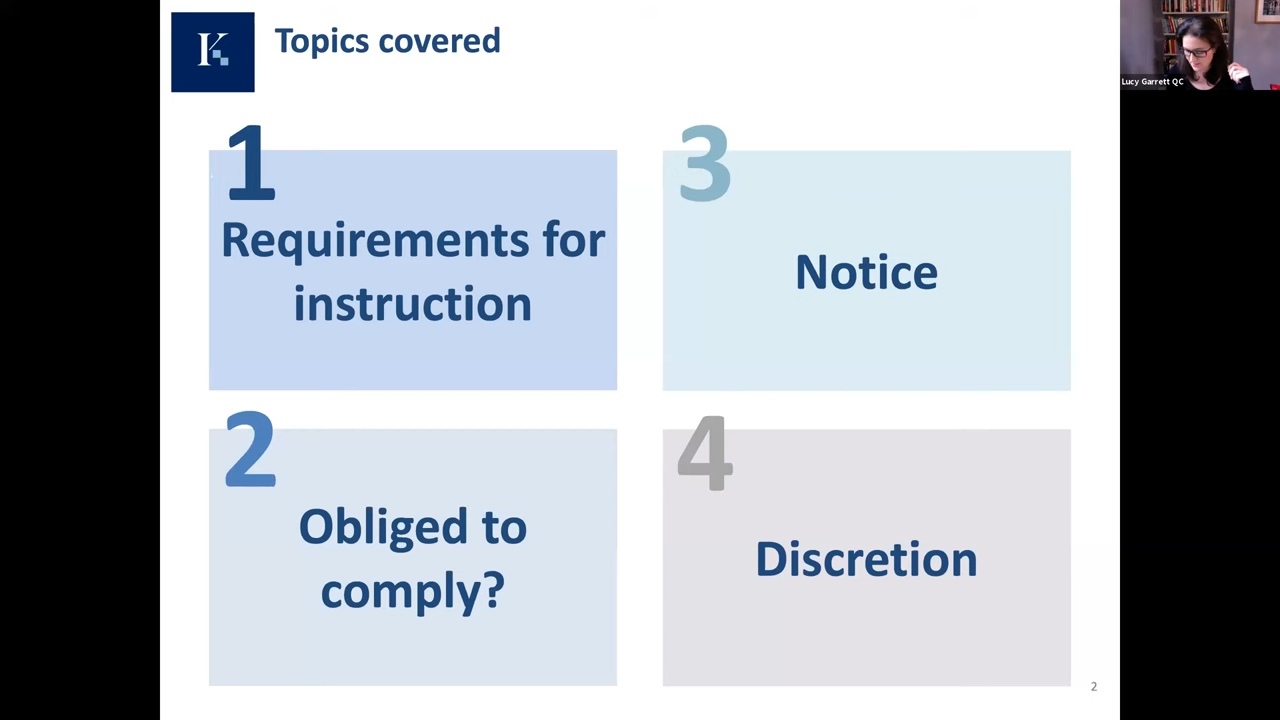 K
Topics covered
Lucy Garrett QC
1
Requirements for
instruction
2
Obliged to
comply?
3
Notice
4
Discretion
2